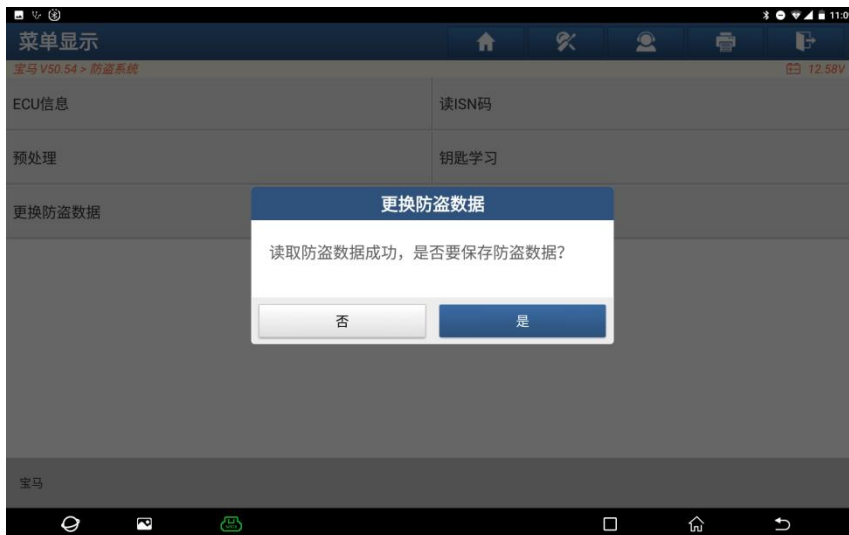 11:0
菜单显示
宝马 V50.54 > 防盗系统
12.58V
ECU信息
读ISN码
预处理
钥匙学习
更换防盗数据
更换防盗数据
读取防盗数据成功，是否要保存防盗数据？
否
是
宝马